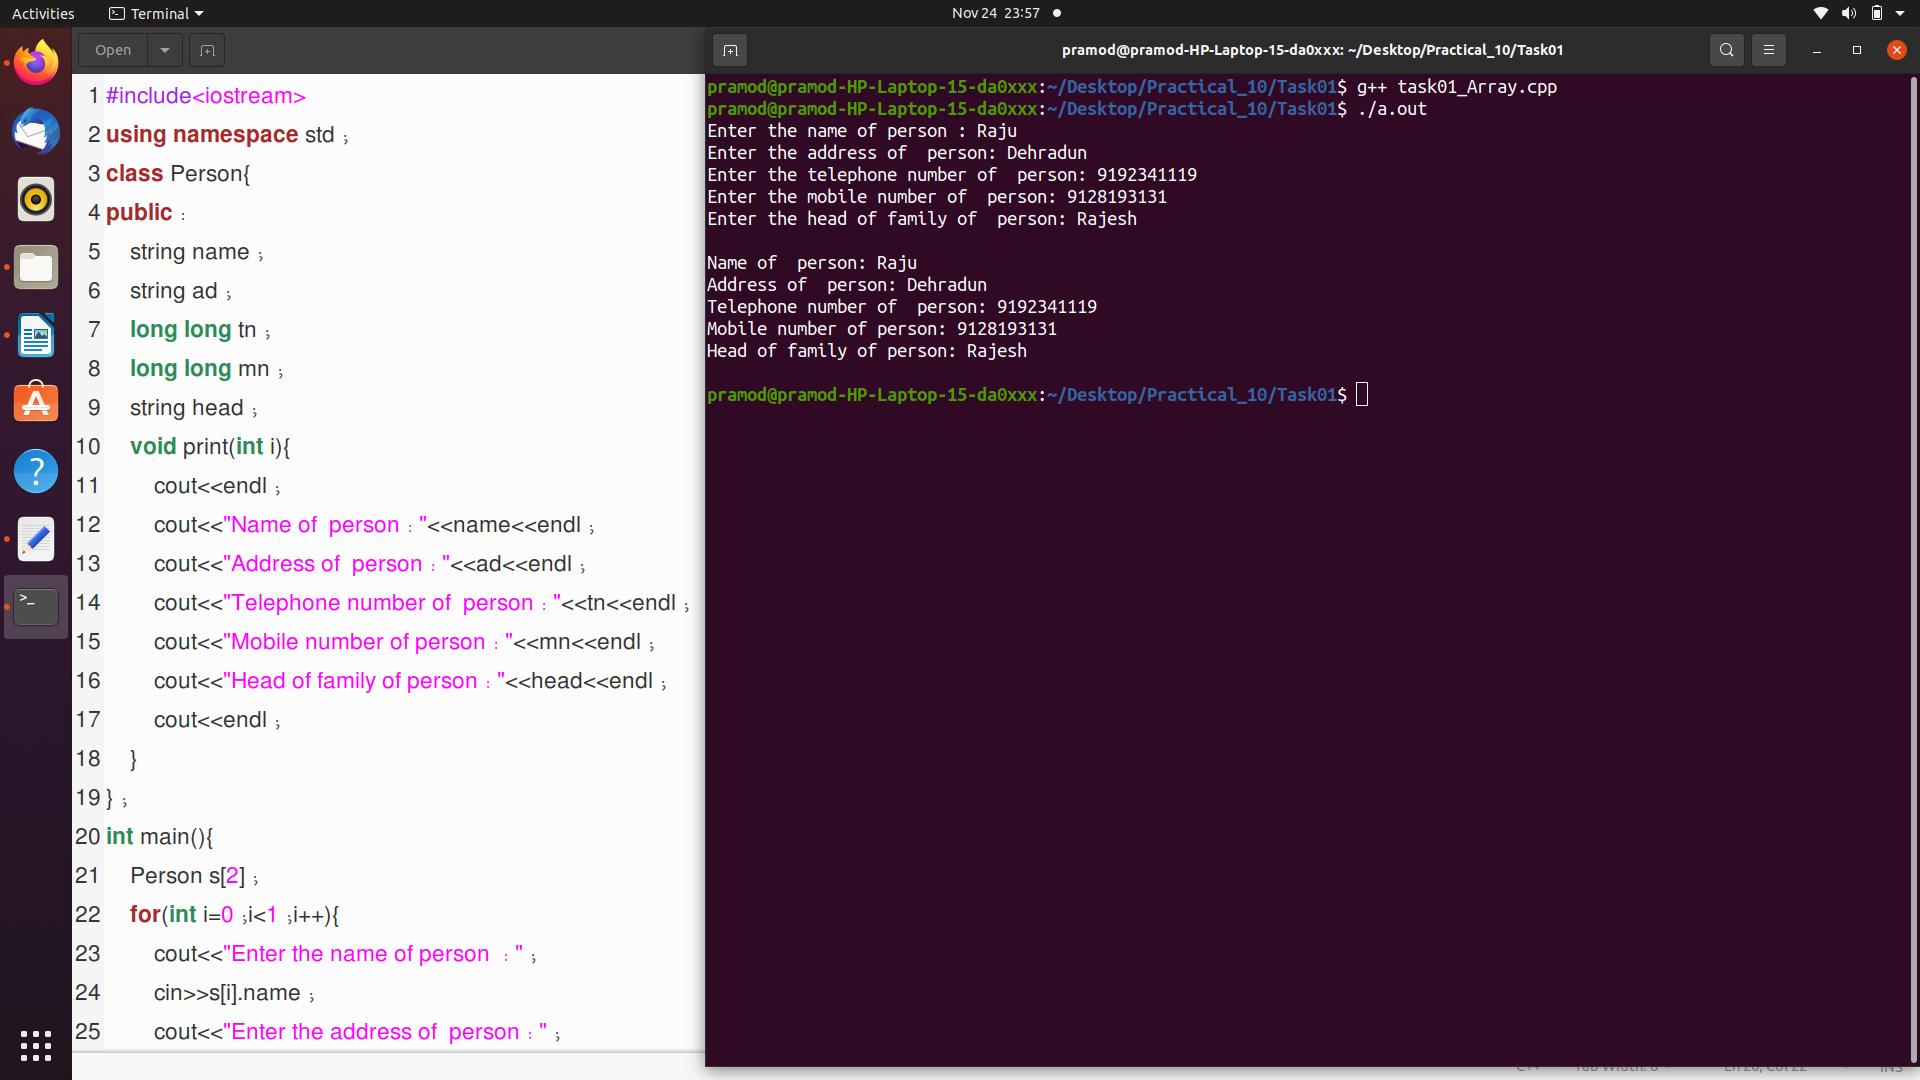 Activities
Terminal
Nov 24 23:57
Open
1 #include<iostream>
2 using namespace std ;
3 class Person{
4 public :
5 string name ;
6 string ad ;
7 long long tn ;
8 long long mn ;
9 string head ;
10 void print(int i){
11 cout<<endl ;
12 cout<<"Name of  person : "<<name<<endl ;
13 cout<<"Address of  person : "<<ad<<endl ;
14 cout<<"Telephone number of  person : "<<tn<<endl ;
15 cout<<"Mobile number of person : "<<mn<<endl ;
16 cout<<"Head of family of person : "<<head<<endl ;
17 cout<<endl ;
18 }
19 } ;
20 int main(){
21 Person s[2] ;
22 for(int i=0 ;i<1 ;i++){
23 cout<<"Enter the name of person  : " ;
24 cin>>s[i].name ;
25 cout<<"Enter the address of  person : " ;
pramod@pramod-HP-Laptop-15-da0xxx: ~/Desktop/Practical_10/Task01
pramod@pramod-HP-Laptop-15-da0xxx:~/Desktop/Practical_10/Task01$ g++ task01_Array.cpp
pramod@pramod-HP-Laptop-15-da0xxx:~/Desktop/Practical_10/Task01$ ./a.out
Enter the name of person : Raju
Enter the address of  person: Dehradun
Enter the telephone number of  person: 9192341119
Enter the mobile number of  person: 9128193131
Enter the head of family of  person: Rajesh
Name of  person: Raju
Address of  person: Dehradun
Telephone number of  person: 9192341119
Mobile number of person: 9128193131
Head of family of person: Rajesh
pramod@pramod-HP-Laptop-15-da0xxx:~/Desktop/Practical_10/Task01$